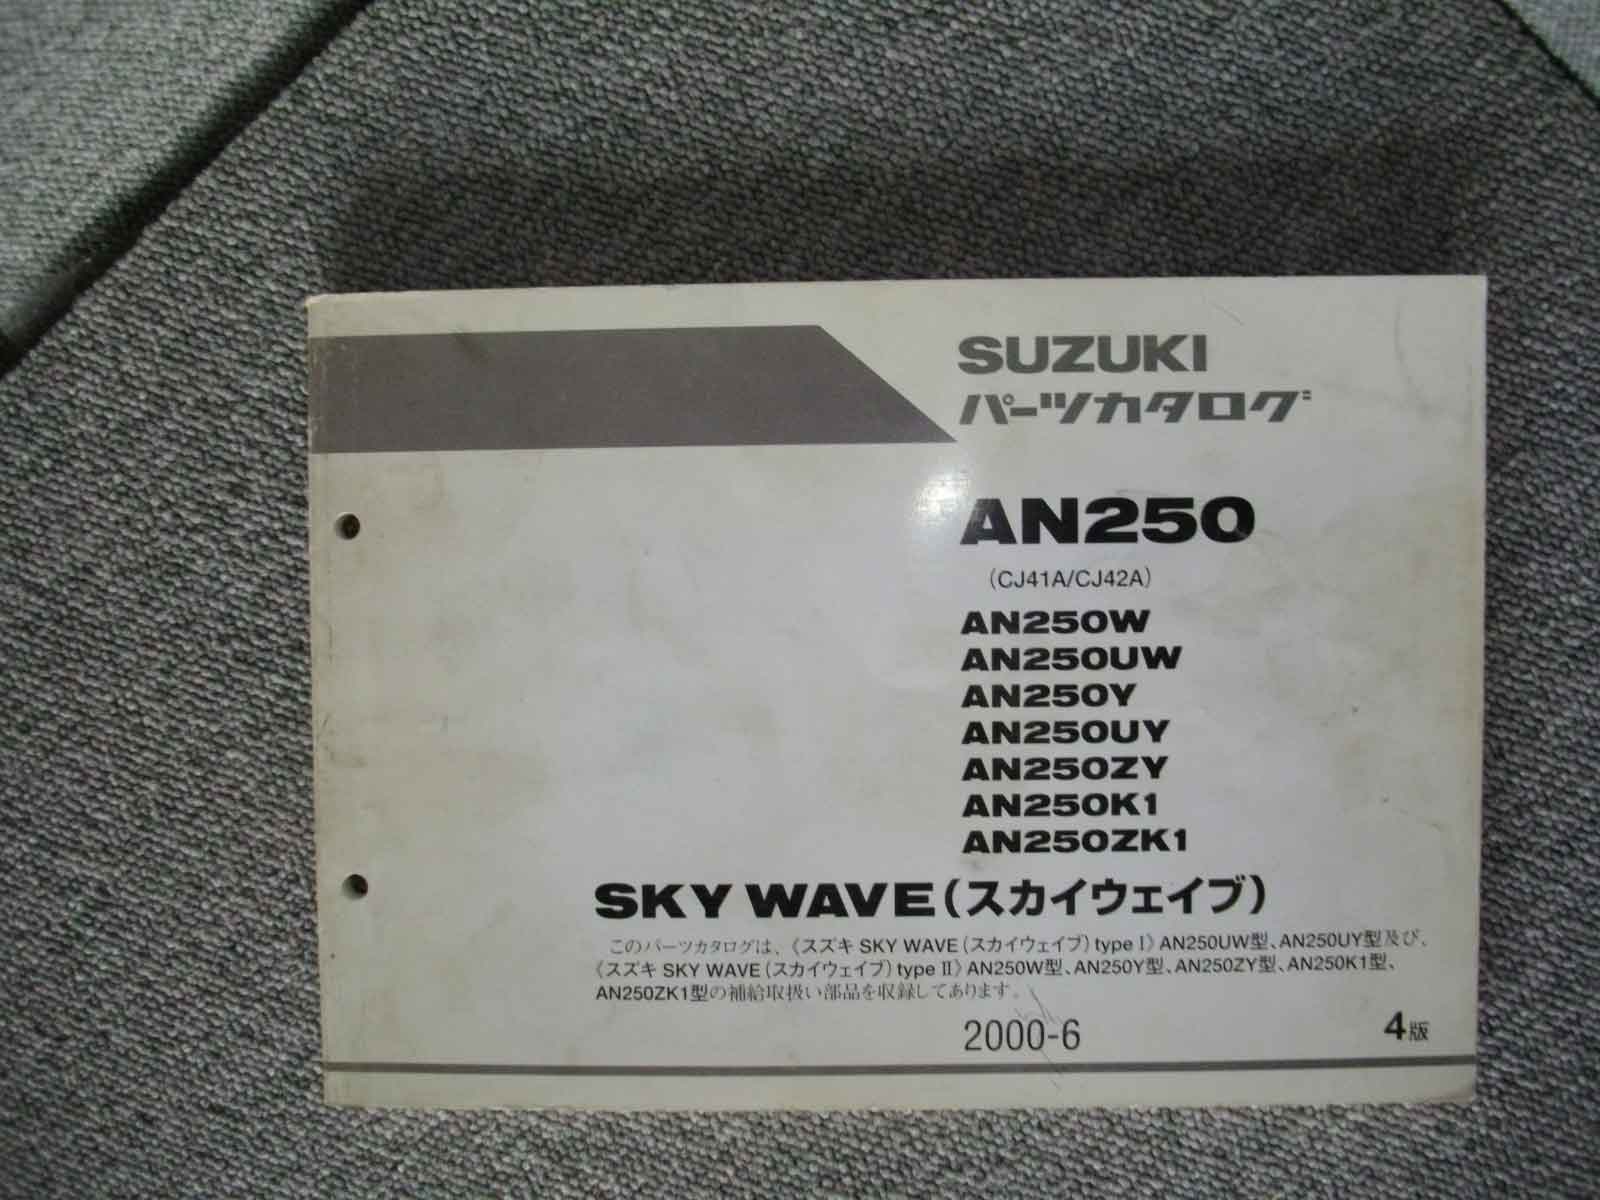 SUZUKI
パーツカタログ
AN250
(CJ41A/CJ42A)
AN250W
AN250UW
AN250Y
AN250UY
AN250ZY
AN250K1
AN250ZK1
SKY WAVE(スカイウェイブ)
このパーツカタログは、《スズキ SKY WAVE(スカイウェイブ) type I》AN250UW型、AN250UY型及び、
《スズキ SKY WAVE(スカイウェイブ) type II》AN250W型、AN250Y型、AN250ZY型、AN250K1型、
AN250ZK1型の補給取扱い部品を収録してあります。
2000-6 4版